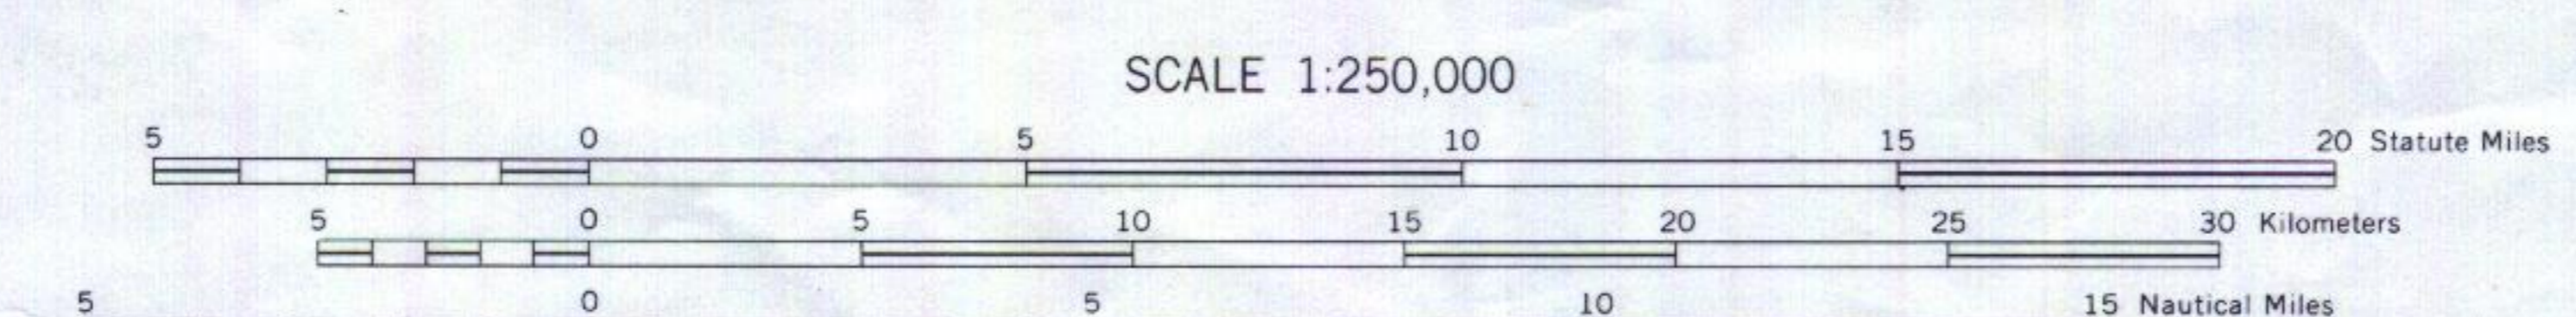 SCALE 1:250,000
5 0 5 10 15 20 Statute Miles
5 0 5 10 15 20 25 30 Kilometers
5 0 5 10 15 Nautical Miles